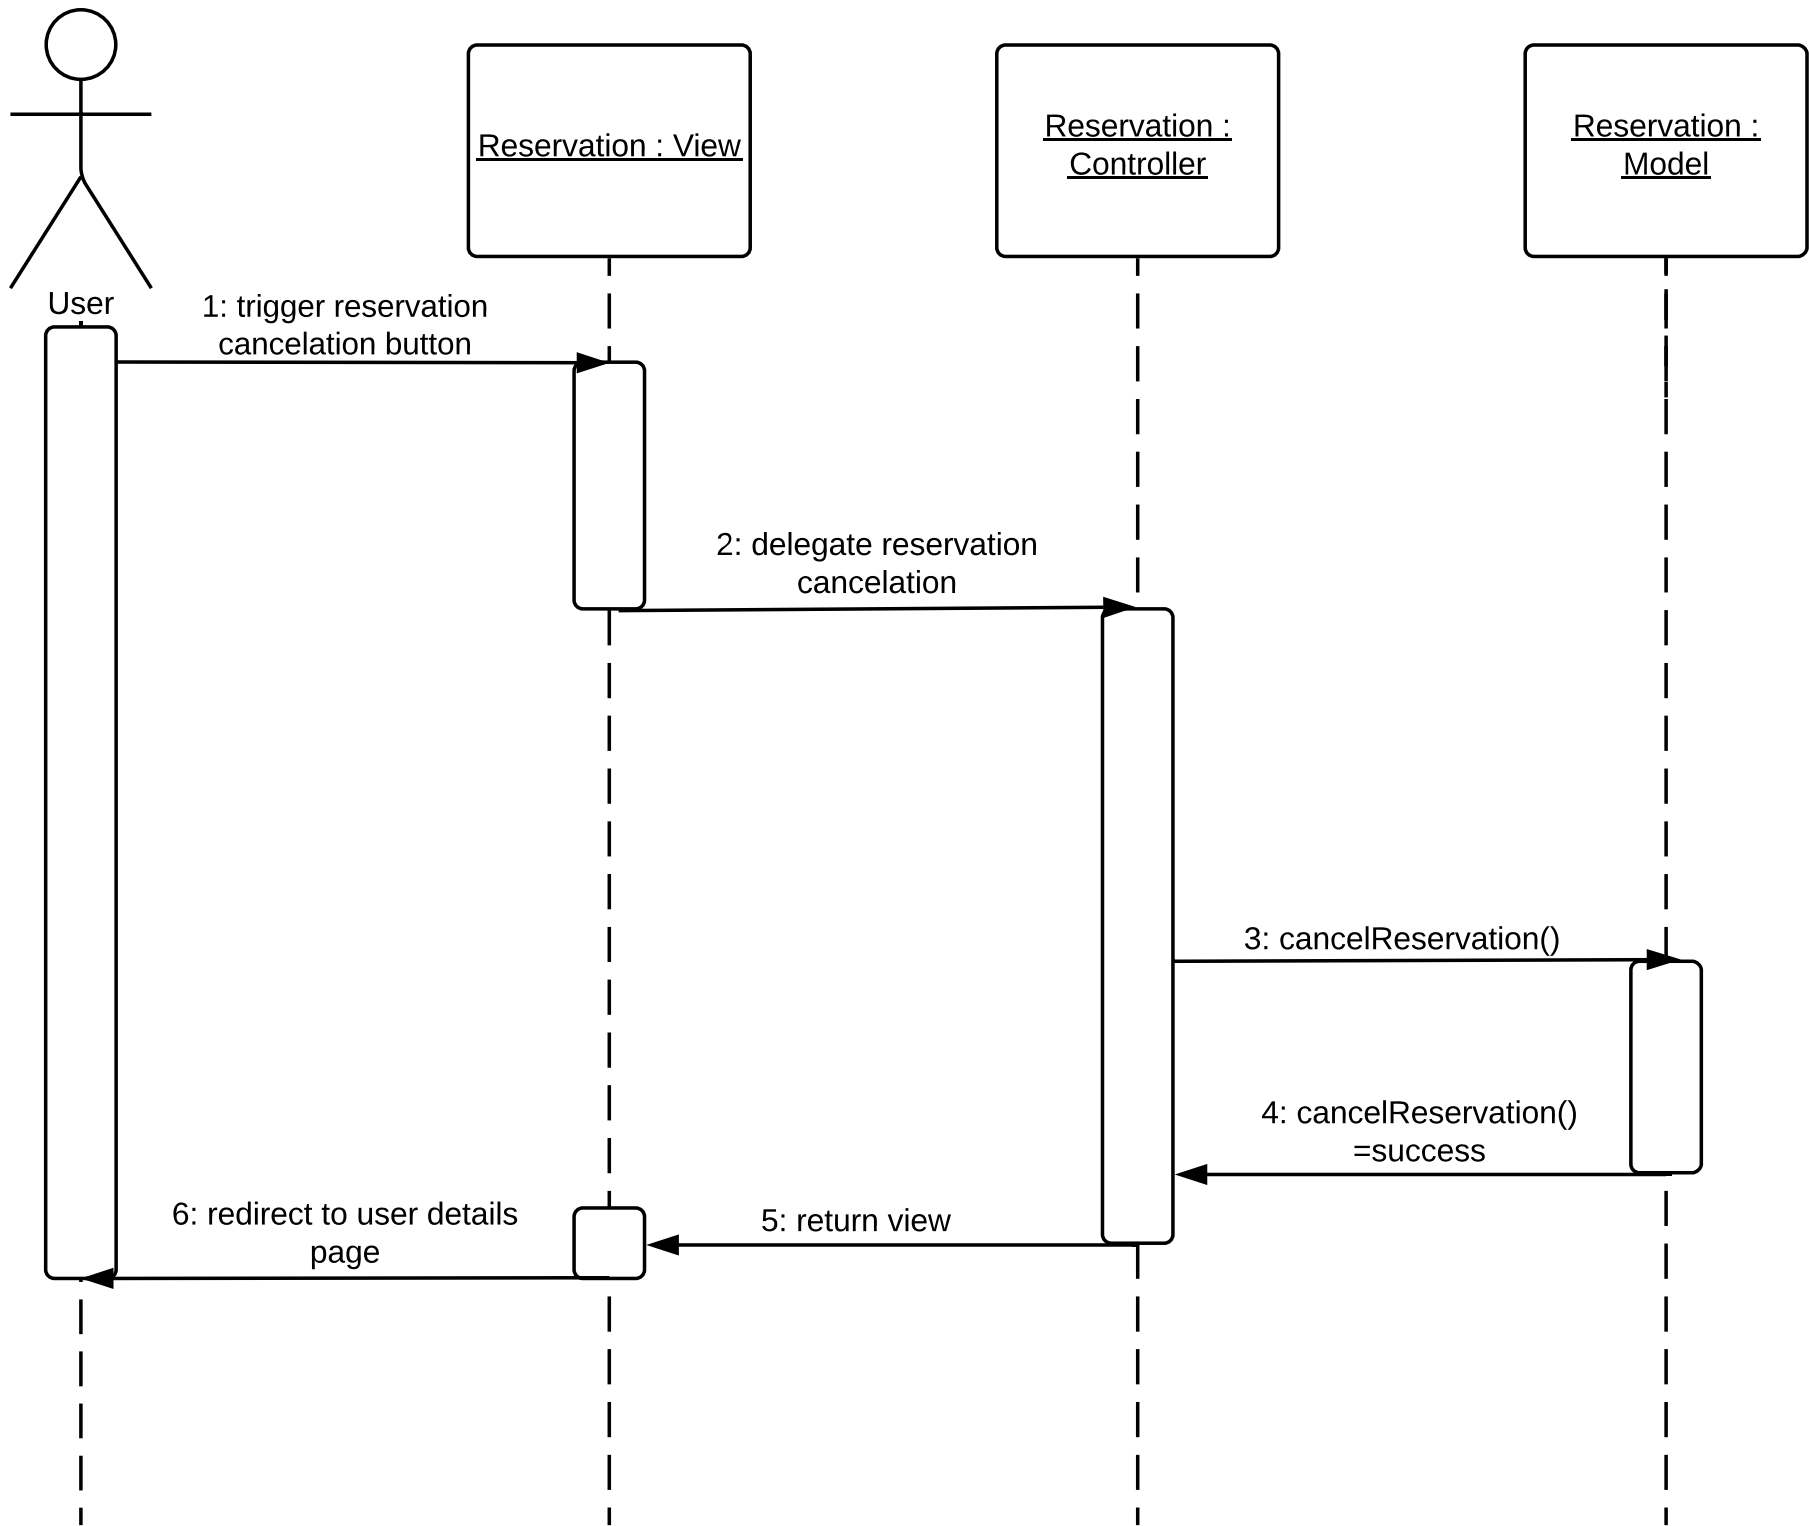 Reservation : View
Reservation :
Controller
Reservation :
Model
User
1: trigger reservation
cancelation button
2: delegate reservation
cancelation
3: cancelReservation()
4: cancelReservation()
=success
5: return view
6: redirect to user details
page